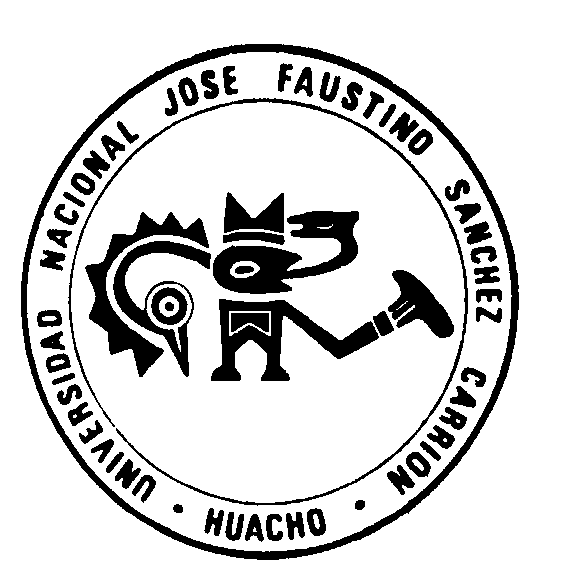 UNIVERSIDAD NACIONAL JOSE FAUSTINO SANCHEZ CARRION
• HUACHO •